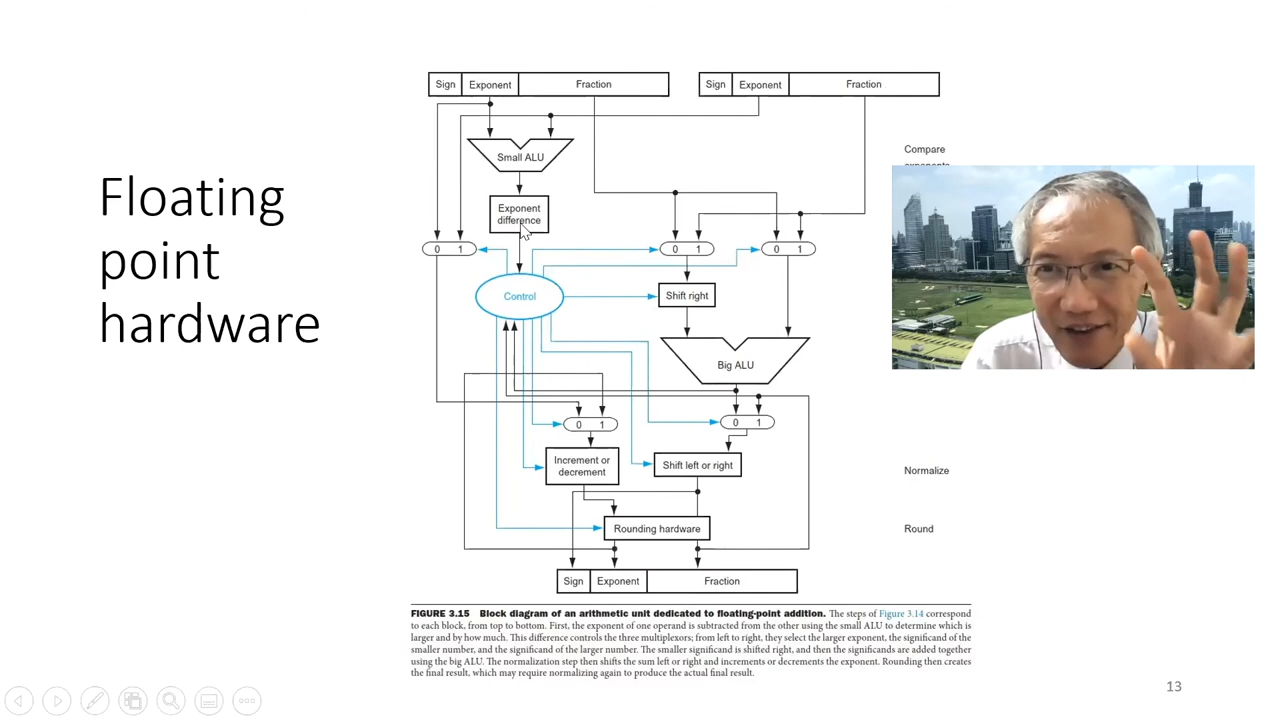 Floating
point
hardware
Sign Exponent Fraction
Sign Exponent Fraction
Small ALU
Compare
exponents
Exponent
difference
0 1
0 1
0 1
Control
Shift right
Big ALU
0 1
0 1
Increment or
decrement
Shift left or right
Normalize
Rounding hardware
Round
Sign Exponent Fraction
FIGURE 3.15 Block diagram of an arithmetic unit dedicated to floating-point addition. The steps of Figure 3.14 correspond
to each block, from top to bottom. First, the exponent of one operand is subtracted from the other using the small ALU to determine which is
larger and by how much. This difference controls the three multiplexors; from left to right, they select the larger exponent, the significand of the
smaller number, and the significand of the larger number. The smaller significand is shifted right, and then the significands are added together
using the big ALU. The normalization step then shifts the sum left or right and increments or decrements the exponent. Rounding then creates
the final result, which may require normalizing again to produce the actual final result.
13